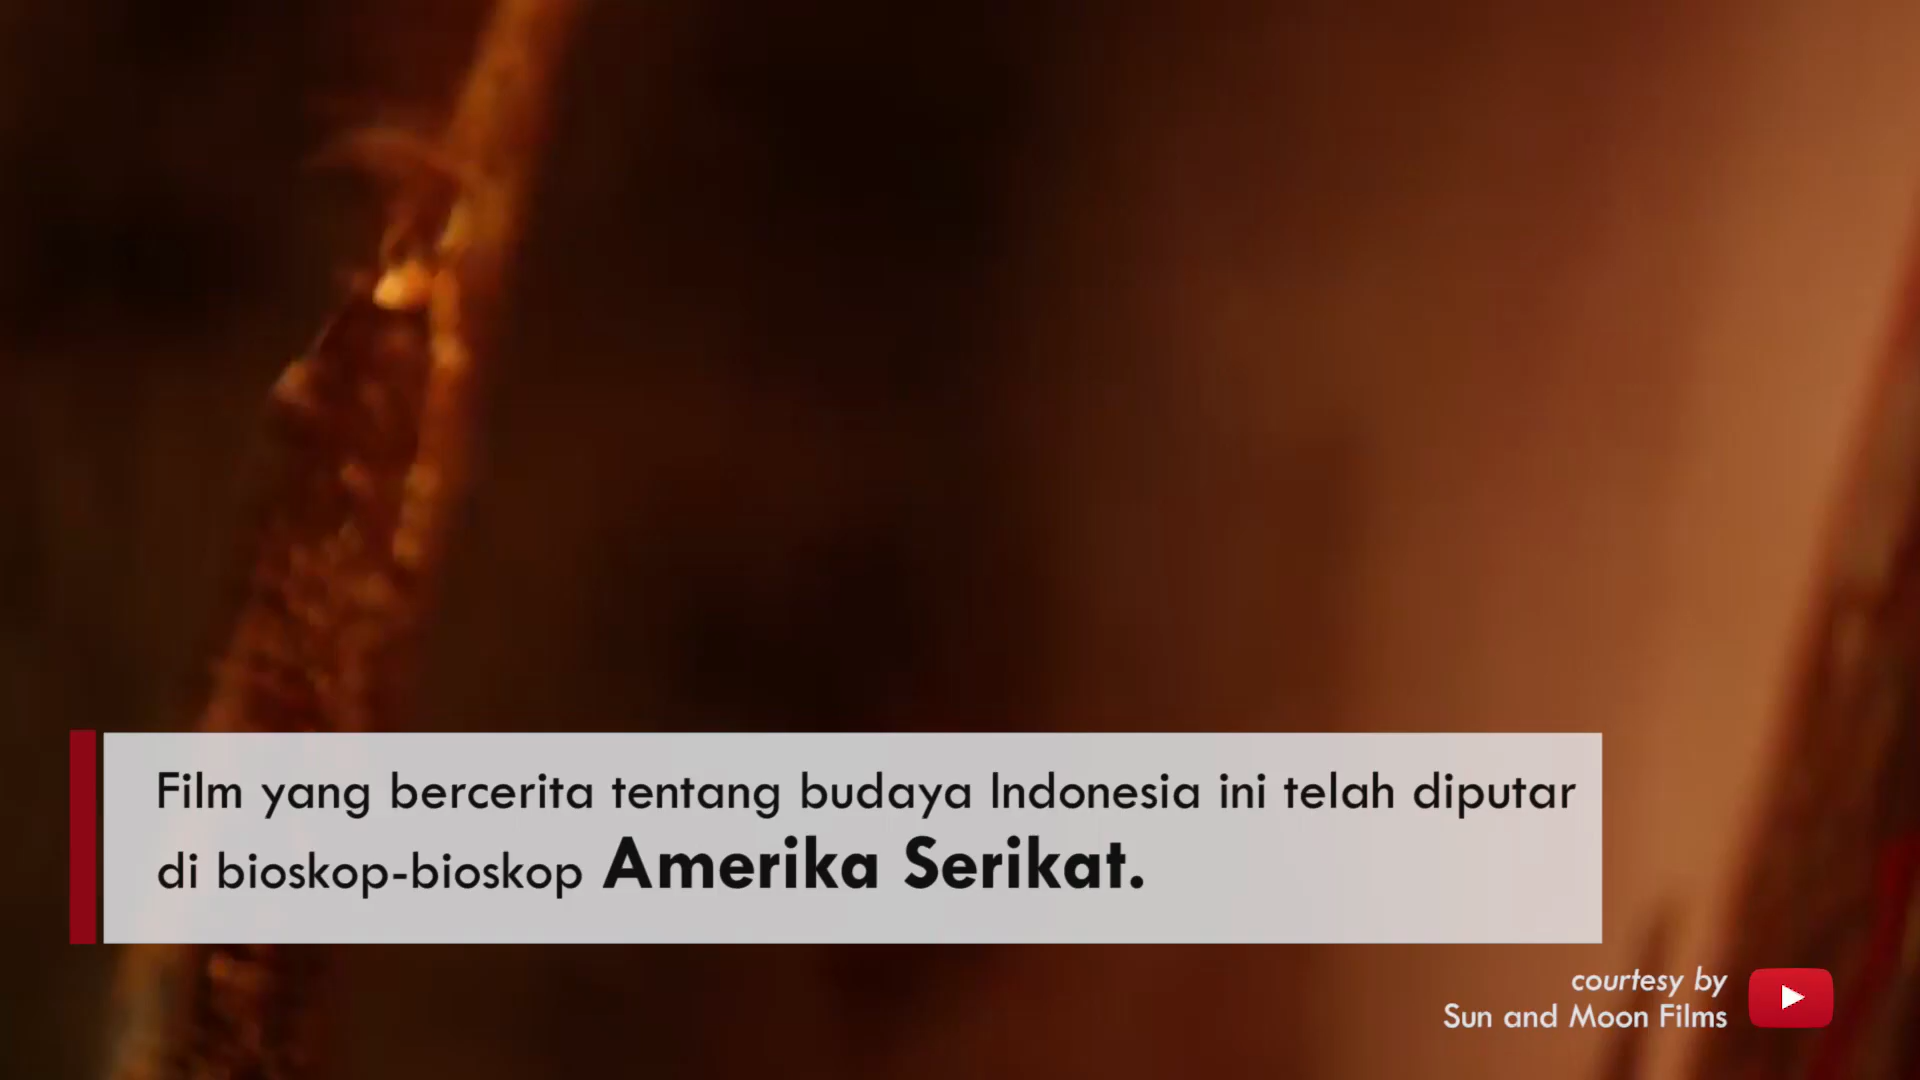 Film yang bercerita tentang budaya Indonesia ini telah diputar
di bioskop-bioskop Amerika Serikat.
courtesy by
Sun and Moon Films